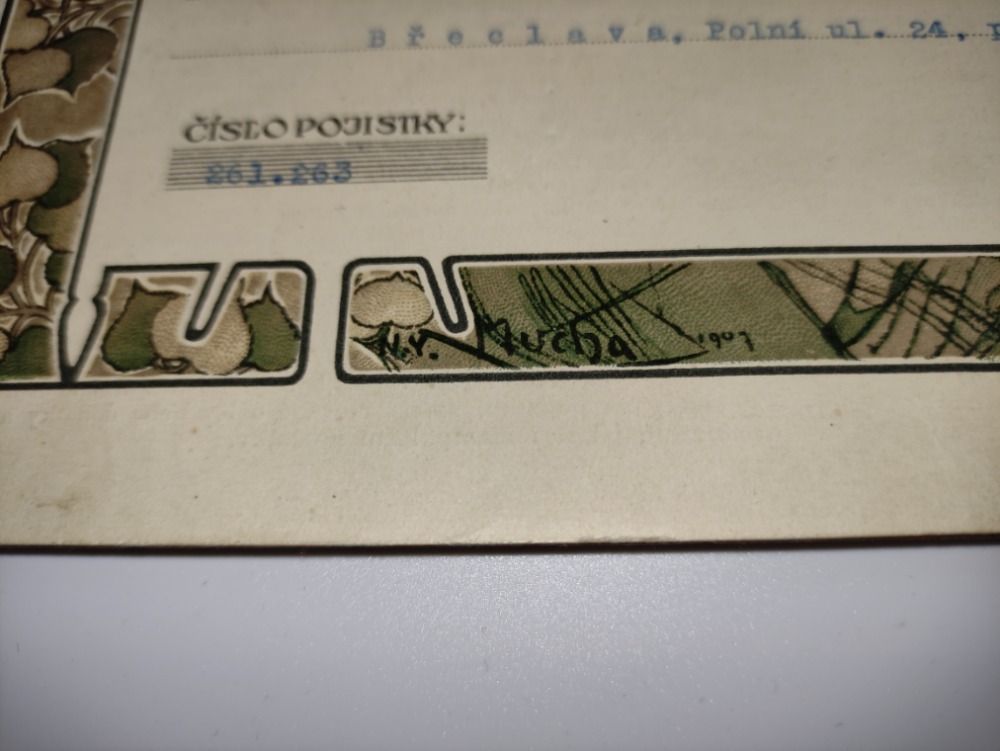 B ř e c l a v a, Polní ul. 24,
ČÍSLO POJISTKY:
261.263
Mucha 1907